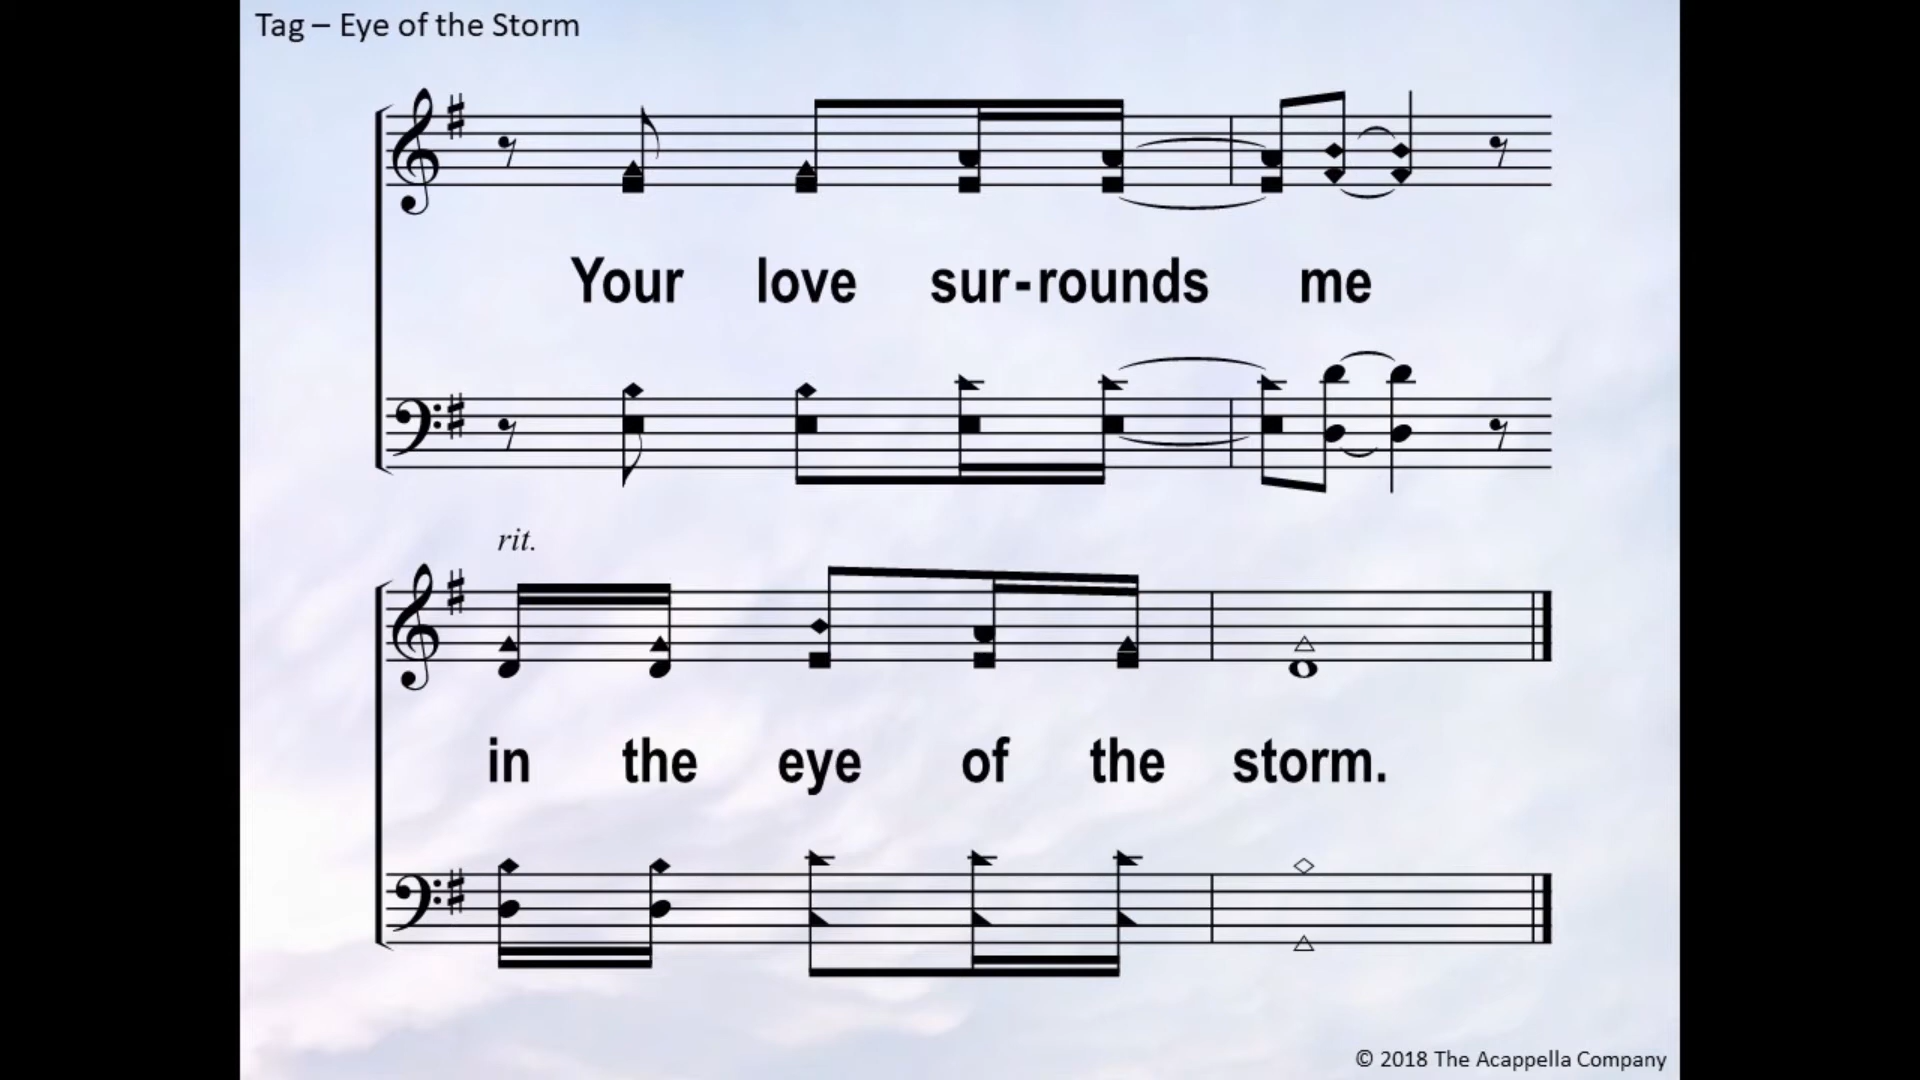 Tag – Eye of the Storm
Your love sur-rounds me
rit.
in the eye of the storm.
© 2018 The Acappella Company